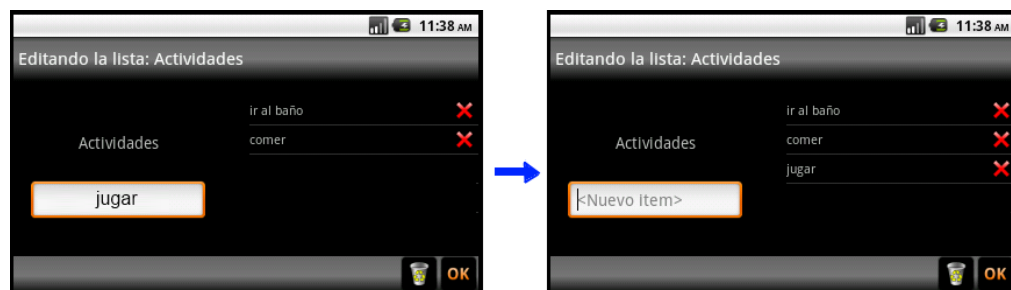 11:38 AM
Editando la lista: Actividades
ir al baño
Actividades
comer
jugar
OK
11:38 AM
Editando la lista: Actividades
ir al baño
Actividades
comer
jugar
<Nuevo item>
OK